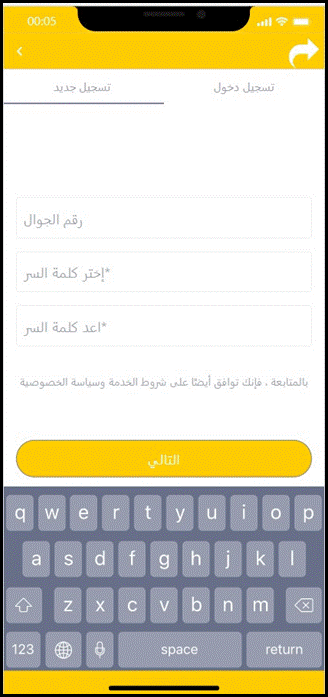 00:05
تسجيل دخول
تسجيل جديد
رقم الجوال
إختر كلمة السر*
اعد كلمة السر*
بالمتابعة ، فإنك توافق أيضًا على شروط الخدمة وسياسة الخصوصية
التالي
q w e r t y u i o p
a s d f g h j k l
z x c v b n m
123 space return